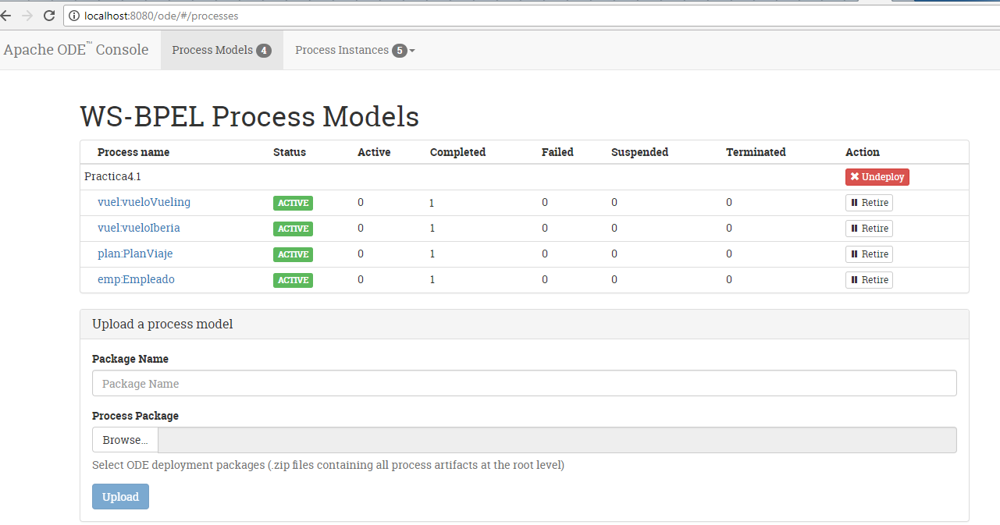 localhost:8080/ode/#/processes
Apache ODE™ Console Process Models 4 Process Instances 5
WS-BPEL Process Models
Process name Status Active Completed Failed Suspended Terminated Action
Practica4.1 Undeploy
vuel:vueloVueling ACTIVE 0 1 0 0 0 Retire
vuel:vueloIberia ACTIVE 0 1 0 0 0 Retire
plan:PlanViaje ACTIVE 0 1 0 0 0 Retire
emp:Empleado ACTIVE 0 1 0 0 0 Retire
Upload a process model
Package Name
Package Name
Process Package
Browse...
Select ODE deployment packages (.zip files containing all process artifacts at the root level)
Upload